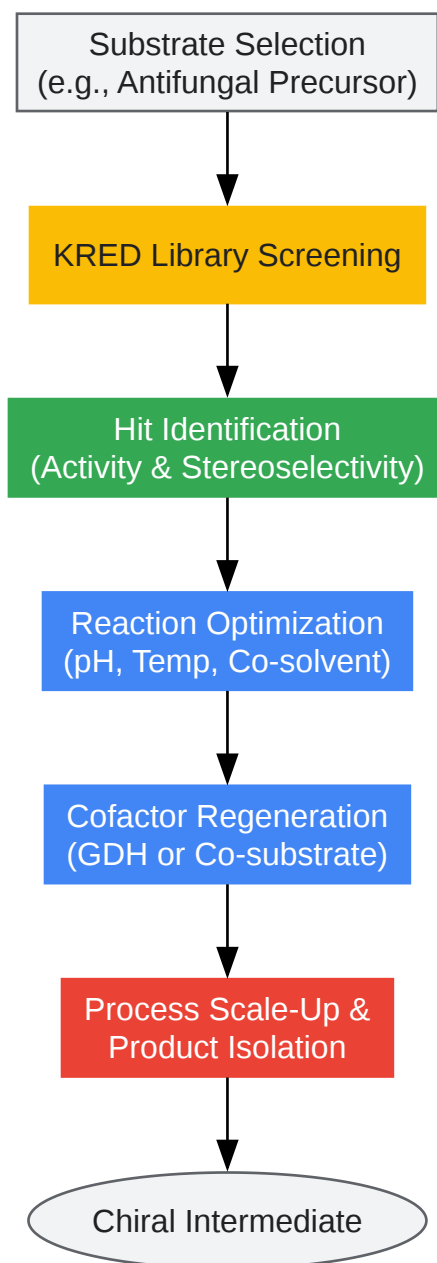 Substrate Selection
(e.g., Antifungal Precursor)
KRED Library Screening
Hit Identification
(Activity & Stereoselectivity)
Reaction Optimization
(pH, Temp, Co-solvent)
Cofactor Regeneration
(GDH or Co-substrate)
Process Scale-Up &
Product Isolation
Chiral Intermediate